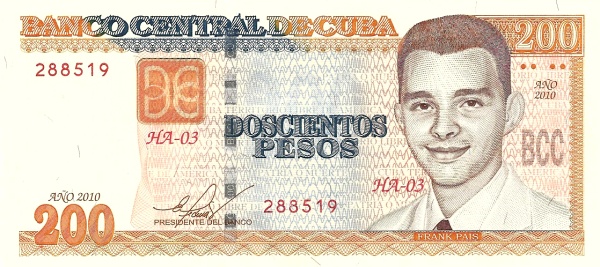 BANCO CENTRAL DE CUBA
200
288519
AÑO
2010
HA-03
DOSCIENTOS
PESOS
BCC
HA-03
AÑO 2010
200
PRESIDENTE DEL BANCO
288519
FRANK PAIS